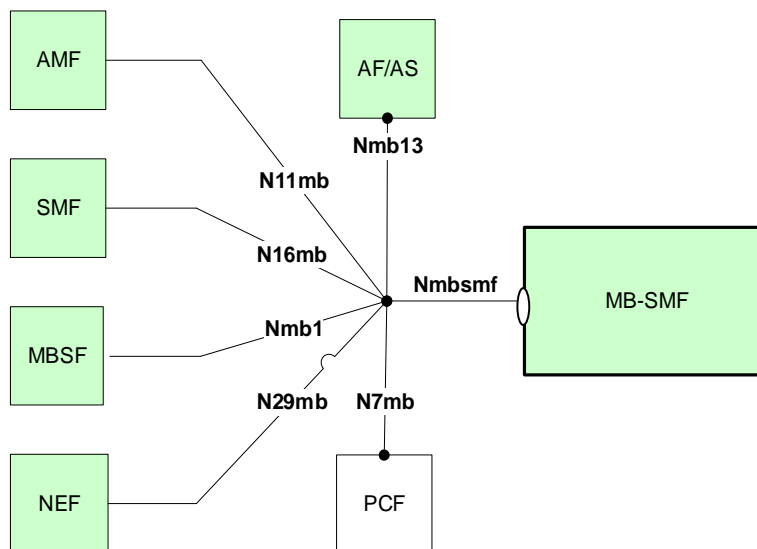 AMF
AF/AS
Nmb13
N11mb
SMF
N16mb
Nmbsmf
MB-SMF
Nmb1
MBSF
N29mb
N7mb
NEF
PCF